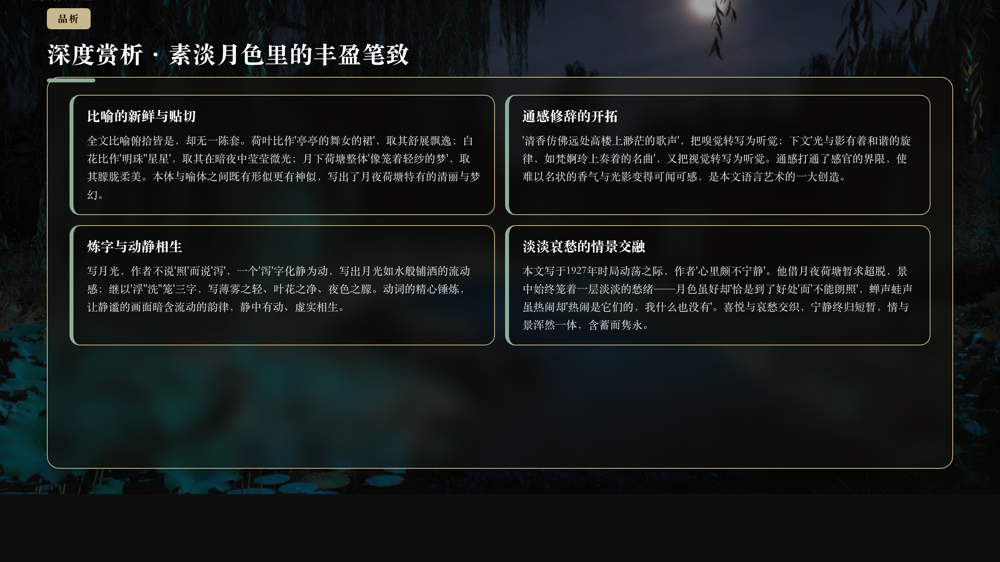 品析
深度赏析 · 素淡月色里的丰盈笔致
比喻的新鲜与贴切
全文比喻俯拾皆是，却无一陈套。荷叶比作'亭亭的舞女的裙'，取其舒展飘逸；白
花比作'明珠''星星'，取其在暗夜中莹莹微光；月下荷塘整体'像笼着轻纱的梦'，取
其朦胧柔美。本体与喻体之间既有形似更有神似，写出了月夜荷塘特有的清丽与梦
幻。
通感修辞的开拓
'清香仿佛远处高楼上渺茫的歌声'，把嗅觉转写为听觉；下文'光与影有着和谐的旋
律，如梵婀玲上奏着的名曲'，又把视觉转写为听觉。通感打通了感官的界限，使
难以名状的香气与光影变得可闻可感，是本文语言艺术的一大创造。
炼字与动静相生
写月光，作者不说'照'而说'泻'，一个'泻'字化静为动，写出月光如水般铺洒的流动
感；继以'浮''洗''笼'三字，写薄雾之轻、叶花之净、夜色之朦。动词的精心锤炼，
让静谧的画面暗含流动的韵律，静中有动、虚实相生。
淡淡哀愁的情景交融
本文写于1927年时局动荡之际，作者'心里颇不宁静'。他借月夜荷塘暂求超脱，景
中始终笼着一层淡淡的愁绪——月色虽好却'恰是到了好处'而'不能朗照'，蝉声蛙声
虽热闹却'热闹是它们的，我什么也没有'。喜悦与哀愁交织，宁静终归短暂，情与
景浑然一体，含蓄而隽永。